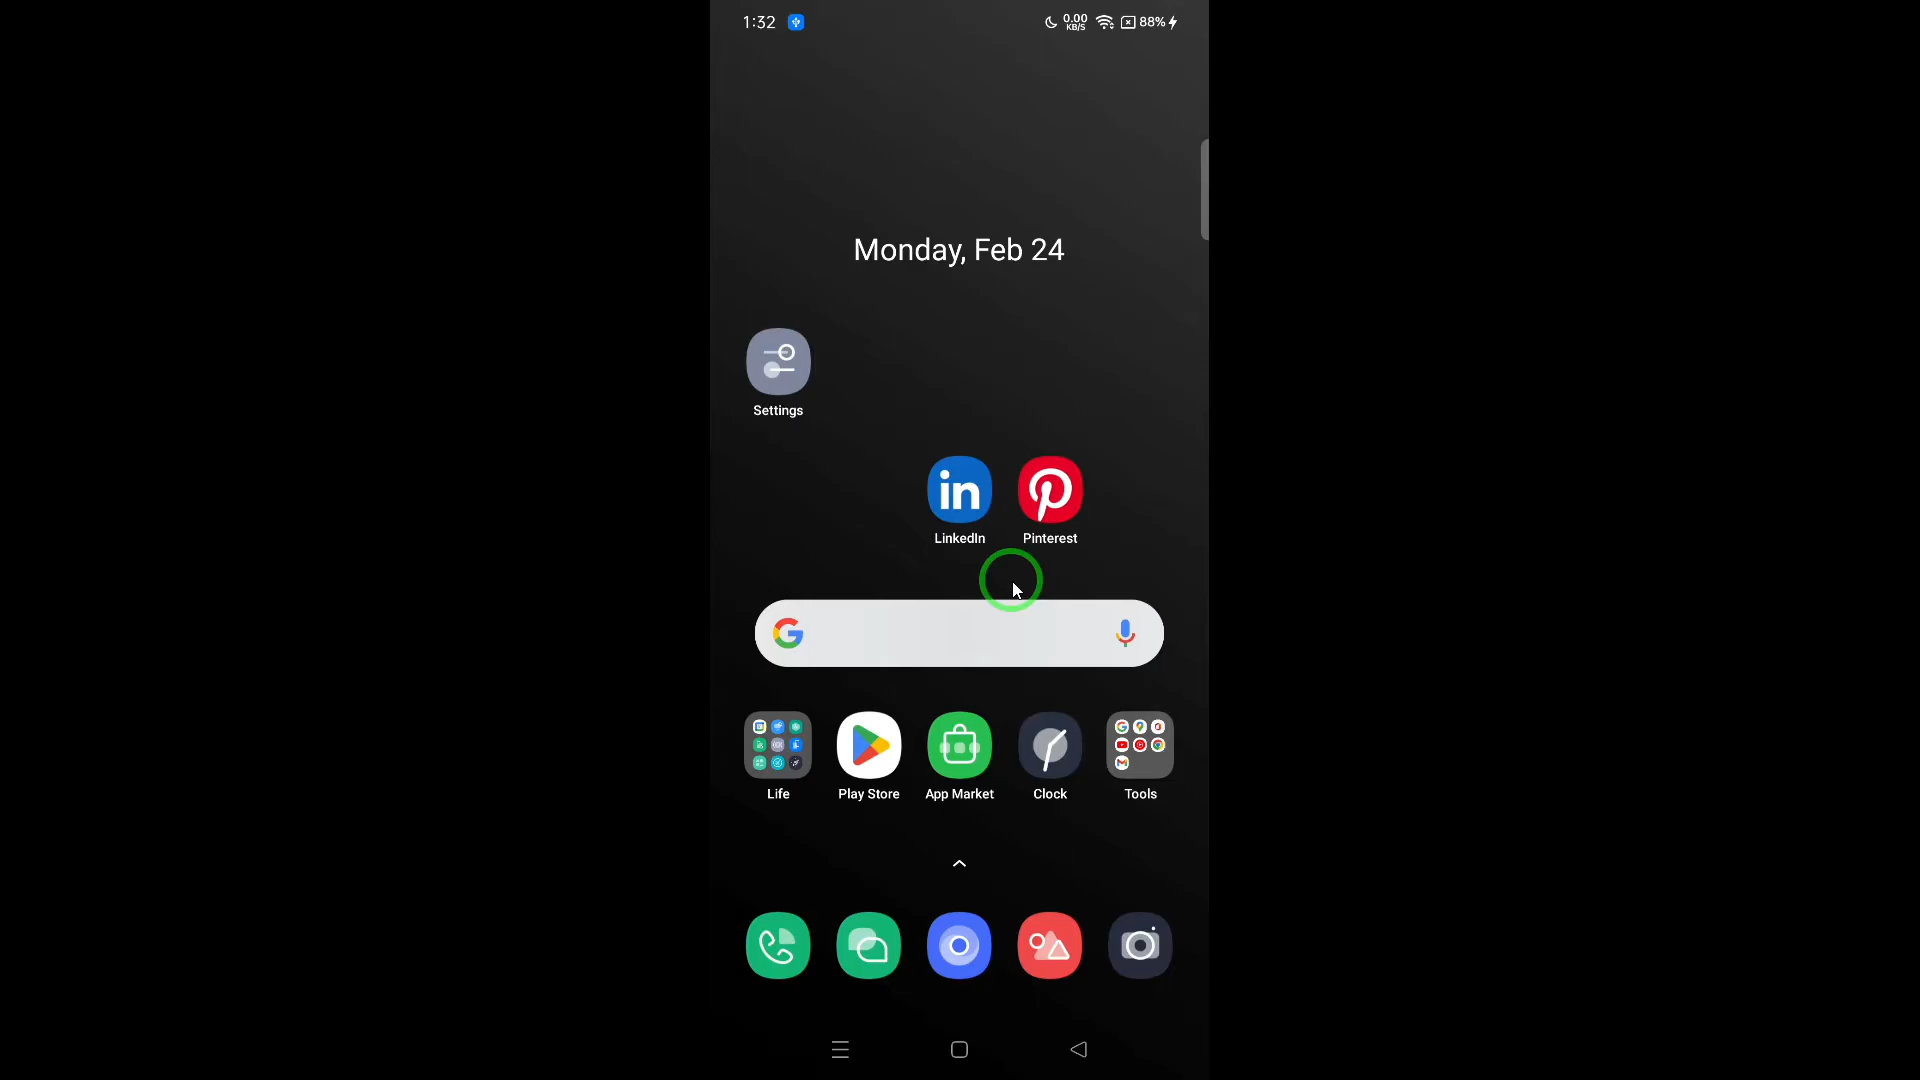 1:32
0.00
KB/S
88%
Monday, Feb 24
Settings
in
LinkedIn
Pinterest
Life
Play Store
App Market
Clock
Tools